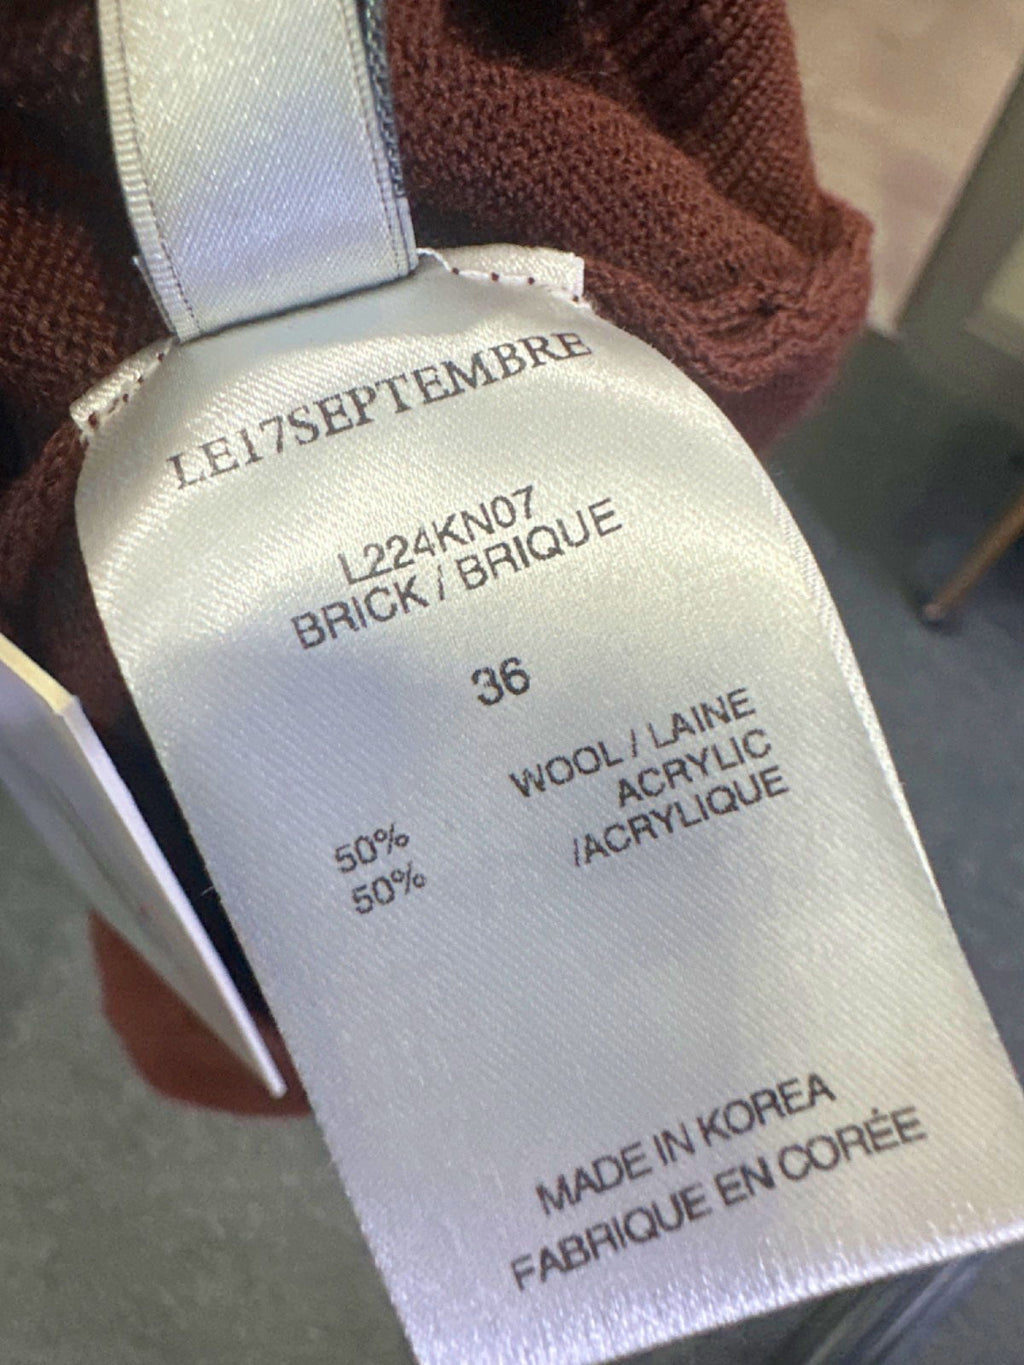 LE17SEPTEMBRE
L224KN07
BRICK / BRIQUE
36
WOOL / LAINE
ACRYLIC
/ACRYLIQUE
50%
50%
MADE IN KOREA
FABRIQUE EN CORÉE